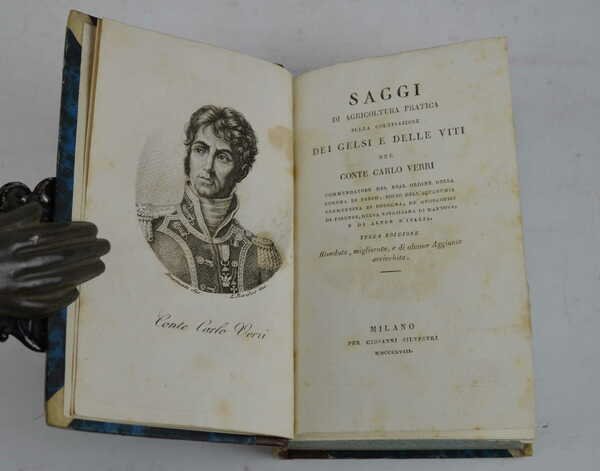 Conte Carlo Verri
SAGGI
DI AGRICOLTURA PRATICA
SULLA COLTIVAZIONE
DEI GELSI E DELLE VITI
DEL
CONTE CARLO VERRI
COMMENDATORE DEL REAL ORDINE DELLA
CORONA DI FERRO, SOCIO DELL'ACCADEMIA
DI BOLOGNA, DE' GEORGOFILI
DI FIRENZE, DELLA VIRGILIANA DI MANTOVA,
E DI ALTRE D'ITALIA.
TERZA EDIZIONE
Riveduta, migliorata, e di alcune Aggiunte
arricchita.
MILANO
PER GIOVANNI SILVESTRI